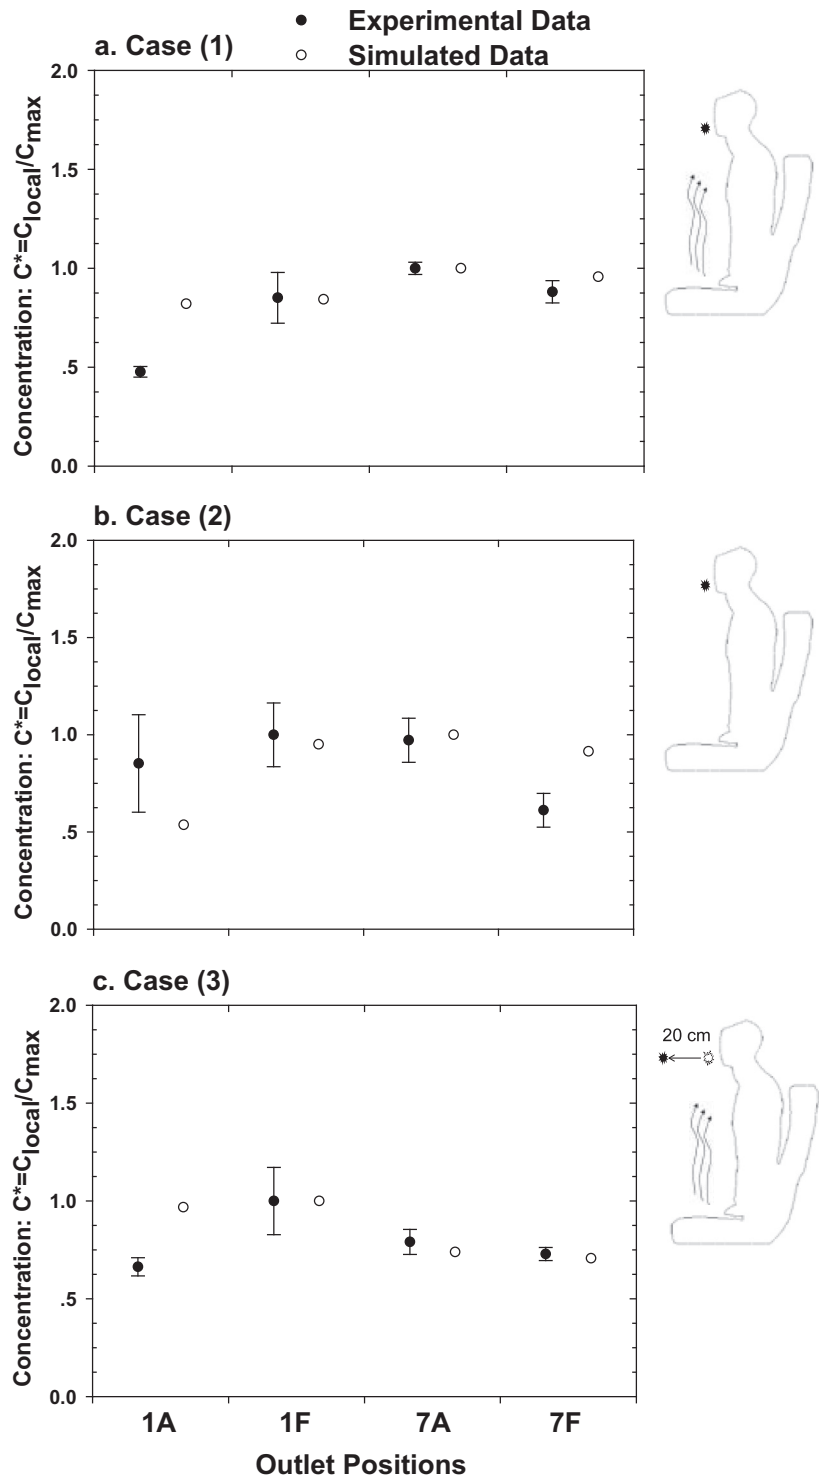 Experimental Data
a. Case (1)
Simulated Data
2.0
1.5
1.0
.5
0.0
Concentration: C*=Clocal/Cmax
b. Case (2)
2.0
1.5
1.0
.5
0.0
Concentration: C*=Clocal/Cmax
c. Case (3)
20 cm
2.0
1.5
1.0
.5
0.0
Concentration: C*=Clocal/Cmax
1A 1F 7A 7F
Outlet Positions